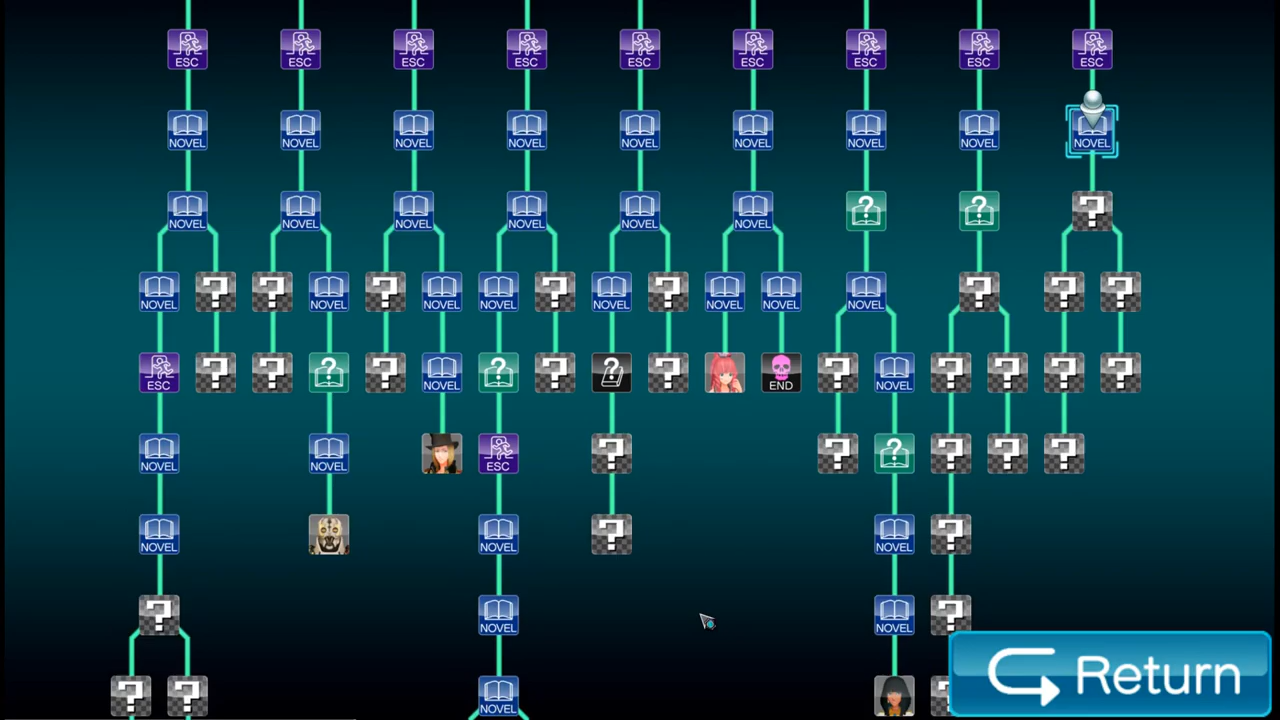 ESC ESC ESC ESC ESC ESC ESC ESC ESC
NOVEL NOVEL NOVEL NOVEL NOVEL NOVEL NOVEL NOVEL NOVEL
NOVEL NOVEL NOVEL NOVEL NOVEL NOVEL ? ? ?
NOVEL ? ? NOVEL ? NOVEL NOVEL ? NOVEL ? NOVEL NOVEL NOVEL ? ? ?
ESC ? ? ? ? NOVEL ? ? ? ? END ? NOVEL ? ? ? ?
NOVEL NOVEL ESC ? ? ? ? ? ?
NOVEL NOVEL ? NOVEL ?
? NOVEL NOVEL ?
? ? NOVEL ?
Return